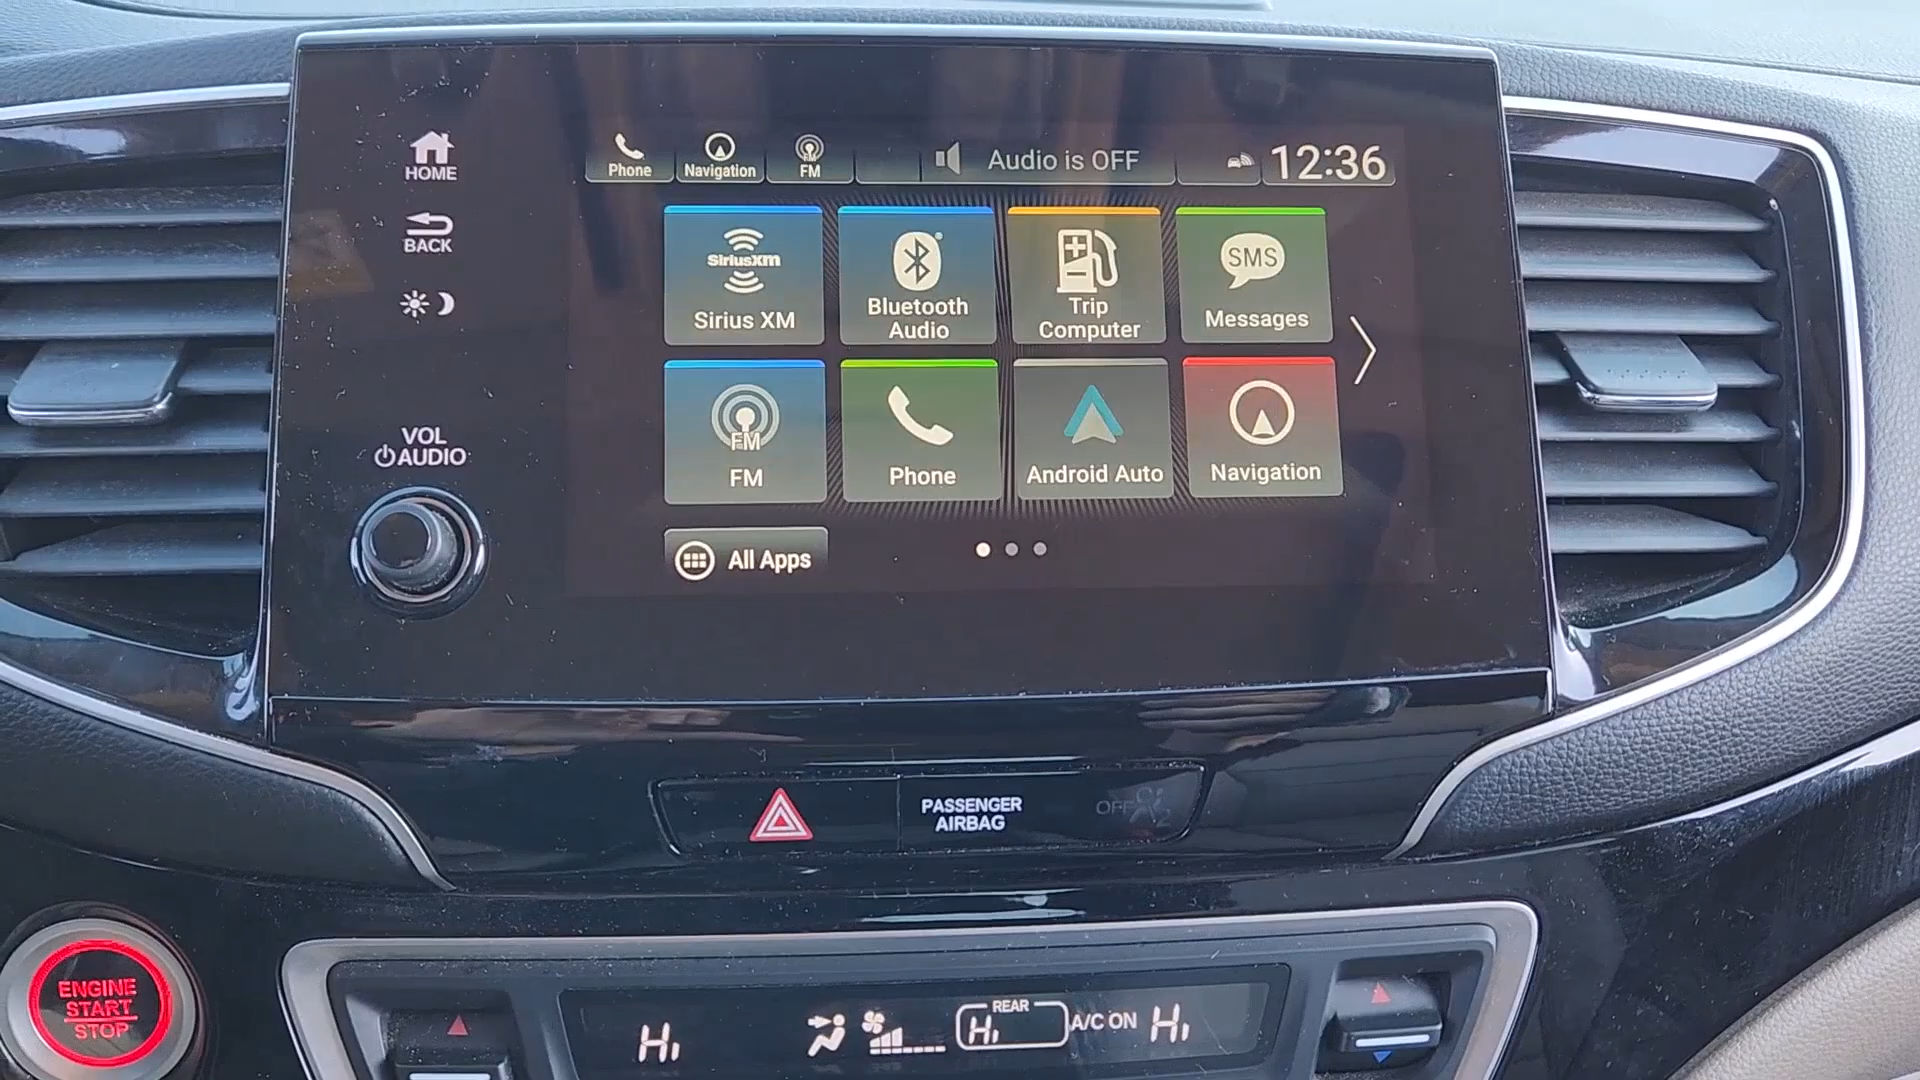 HOME
BACK
VOL
AUDIO
Phone
Navigation
FM
Audio is OFF
12:36
SiriusXM
Sirius XM
Bluetooth
Audio
Trip
Computer
SMS
Messages
FM
FM
Phone
Android Auto
Navigation
All Apps
PASSENGER
AIRBAG
OFF
2
ENGINE
START
STOP
HI
REAR
HI
A/C ON
HI